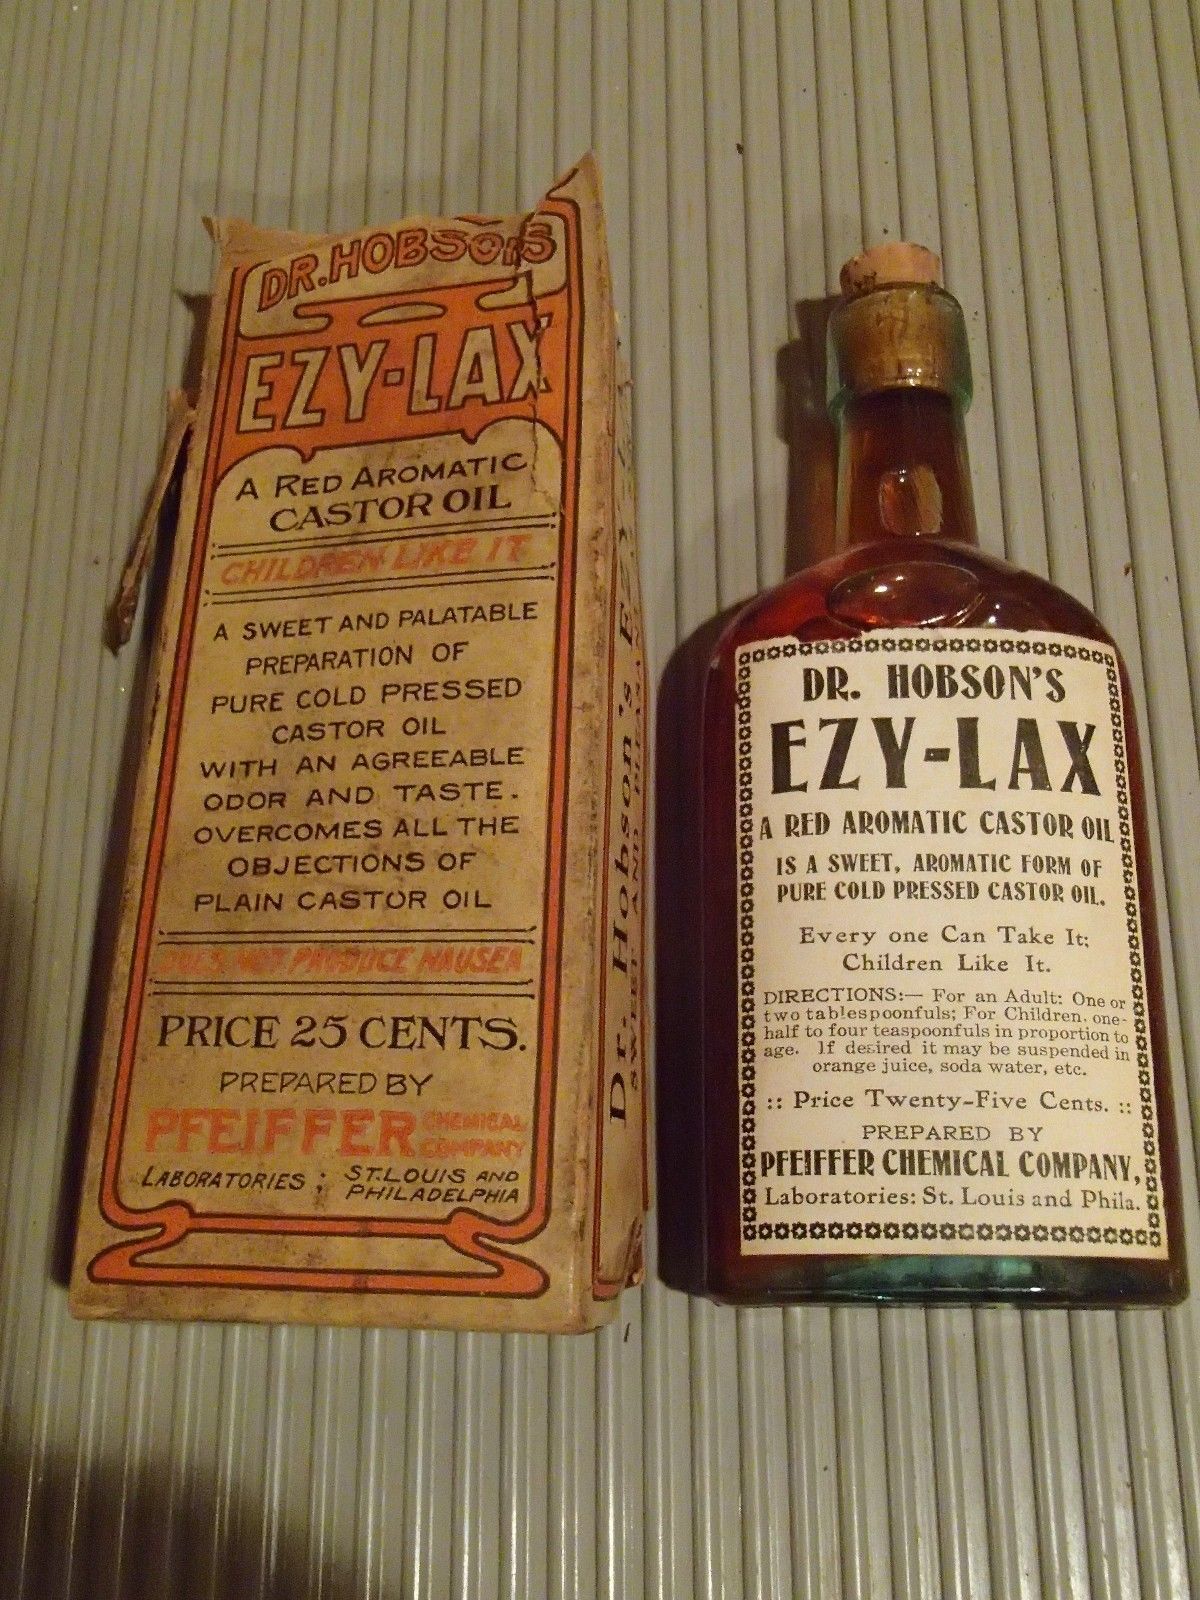 DR. HOBSON'S
EZY-LAX
A RED AROMATIC
CASTOR OIL
CHILDREN LIKE IT
A SWEET AND PALATABLE
PREPARATION OF
PURE COLD PRESSED
CASTOR OIL
WITH AN AGREEABLE
ODOR AND TASTE.
OVERCOMES ALL THE
OBJECTIONS OF
PLAIN CASTOR OIL
DOES NOT PRODUCE NAUSEA
PRICE 25 CENTS.
PREPARED BY
PFEIFFER CHEMICAL COMPANY
LABORATORIES: ST. LOUIS AND
PHILADELPHIA
Dr. Hobson's
SWEET AND
DR. HOBSON'S
EZY-LAX
A RED AROMATIC CASTOR OIL
IS A SWEET, AROMATIC FORM OF
PURE COLD PRESSED CASTOR OIL.
Every one Can Take It;
Children Like It.
DIRECTIONS:— For an Adult: One or
two tablespoonfuls; For Children, one-
half to four teaspoonfuls in proportion to
age. If desired it may be suspended in
orange juice, soda water, etc.
:: Price Twenty-Five Cents. ::
PREPARED BY
PFEIFFER CHEMICAL COMPANY,
Laboratories: St. Louis and Phila.